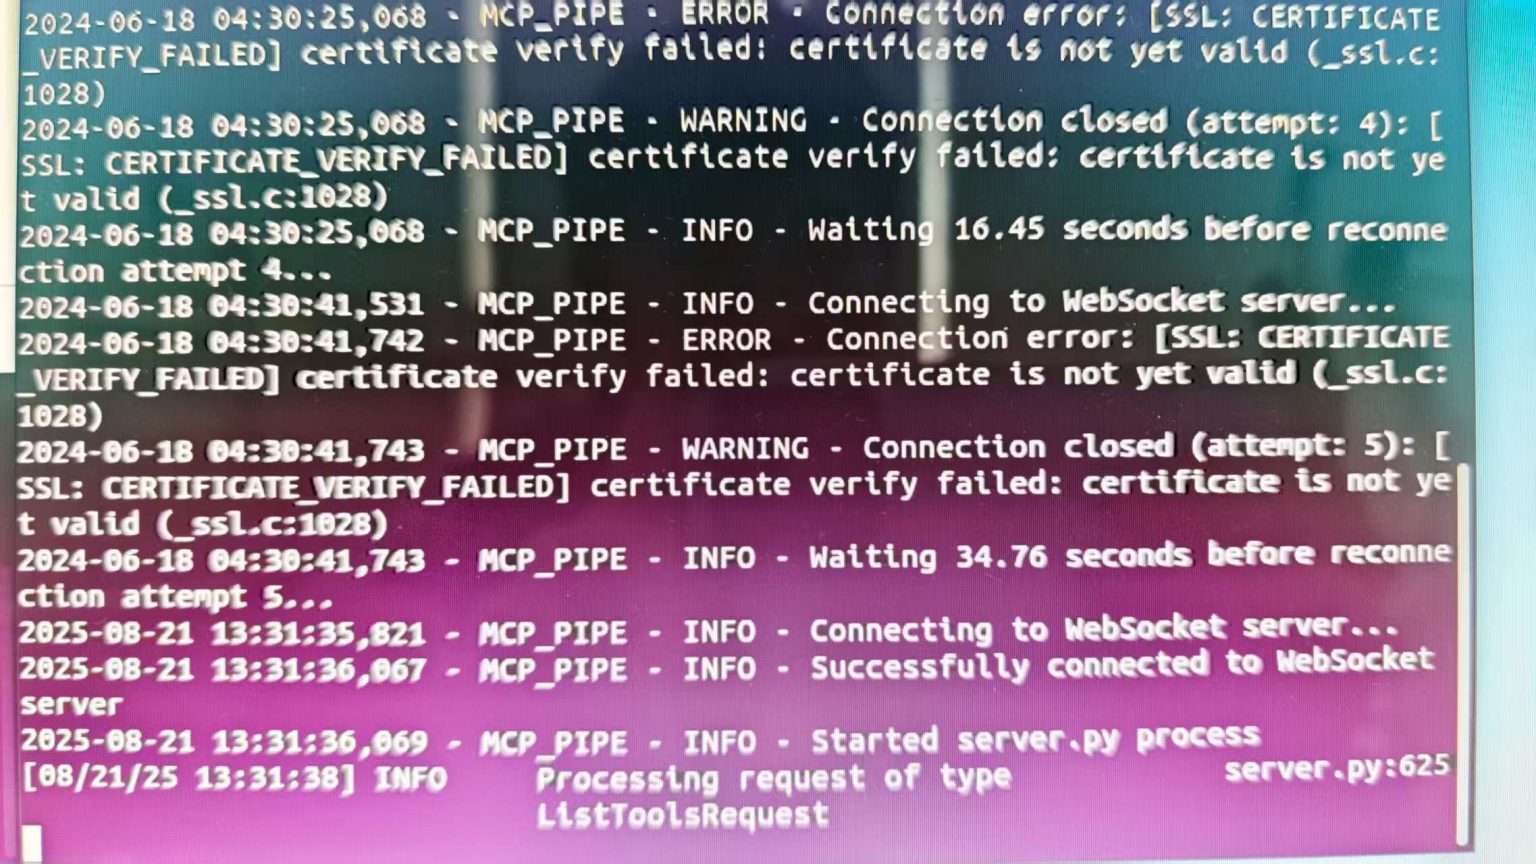 2024-06-18 04:30:25,068 - MCP_PIPE - ERROR - Connection error: [SSL: CERTIFICATE
_VERIFY_FAILED] certificate verify failed: certificate is not yet valid (_ssl.c:
1028)
2024-06-18 04:30:25,068 - MCP_PIPE - WARNING - Connection closed (attempt: 4): [
SSL: CERTIFICATE_VERIFY_FAILED] certificate verify failed: certificate is not ye
t valid (_ssl.c:1028)
2024-06-18 04:30:25,068 - MCP_PIPE - INFO - Waiting 16.45 seconds before reconne
ction attempt 4...
2024-06-18 04:30:41,531 - MCP_PIPE - INFO - Connecting to WebSocket server...
2024-06-18 04:30:41,742 - MCP_PIPE - ERROR - Connection error: [SSL: CERTIFICATE
_VERIFY_FAILED] certificate verify failed: certificate is not yet valid (_ssl.c:
1028)
2024-06-18 04:30:41,743 - MCP_PIPE - WARNING - Connection closed (attempt: 5): [
SSL: CERTIFICATE_VERIFY_FAILED] certificate verify failed: certificate is not ye
t valid (_ssl.c:1028)
2024-06-18 04:30:41,743 - MCP_PIPE - INFO - Waiting 34.76 seconds before reconne
ction attempt 5...
2025-08-21 13:31:35,821 - MCP_PIPE - INFO - Connecting to WebSocket server...
2025-08-21 13:31:36,067 - MCP_PIPE - INFO - Successfully connected to WebSocket
server
2025-08-21 13:31:36,069 - MCP_PIPE - INFO - Started server.py process
[08/21/25 13:31:38] INFO Processing request of type server.py:625
ListToolsRequest